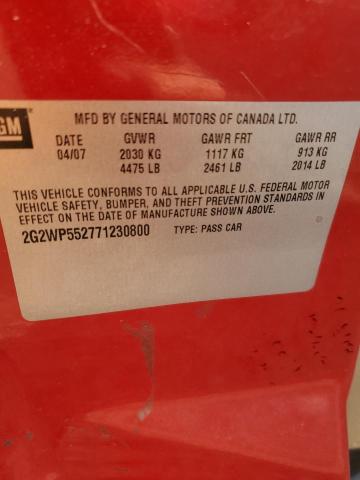 GM
MFD BY GENERAL MOTORS OF CANADA LTD.
DATE GVWR GAWR FRT GAWR RR
04/07 2030 KG 1117 KG 913 KG
4475 LB 2461 LB 2014 LB
THIS VEHICLE CONFORMS TO ALL APPLICABLE U.S. FEDERAL MOTOR
VEHICLE SAFETY, BUMPER, AND THEFT PREVENTION STANDARDS IN
EFFECT ON THE DATE OF MANUFACTURE SHOWN ABOVE.
2G2WP552771230800 TYPE: PASS CAR